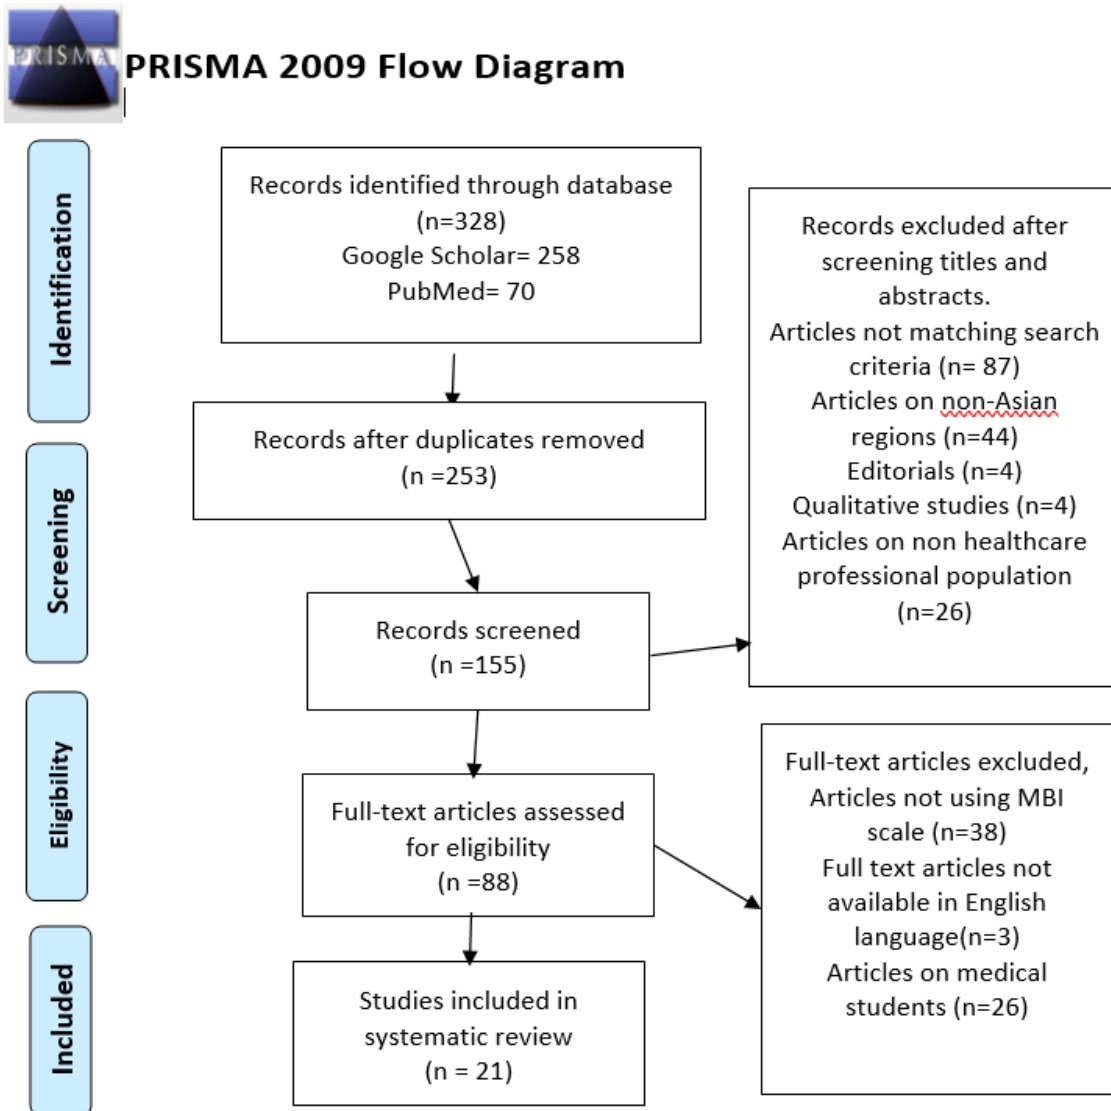 PRISMA
PRISMA 2009 Flow Diagram
Identification
Records identified through database
(n=328)
Google Scholar= 258
PubMed= 70
Records excluded after
screening titles and
abstracts.
Articles not matching search
criteria (n= 87)
Articles on non-Asian
regions (n=44)
Editorials (n=4)
Qualitative studies (n=4)
Articles on non healthcare
professional population
(n=26)
Records after duplicates removed
(n =253)
Screening
Records screened
(n =155)
Eligibility
Full-text articles assessed
for eligibility
(n =88)
Full-text articles excluded,
Articles not using MBI
scale (n=38)
Full text articles not
available in English
language(n=3)
Articles on medical
students (n=26)
Included
Studies included in
systematic review
(n = 21)